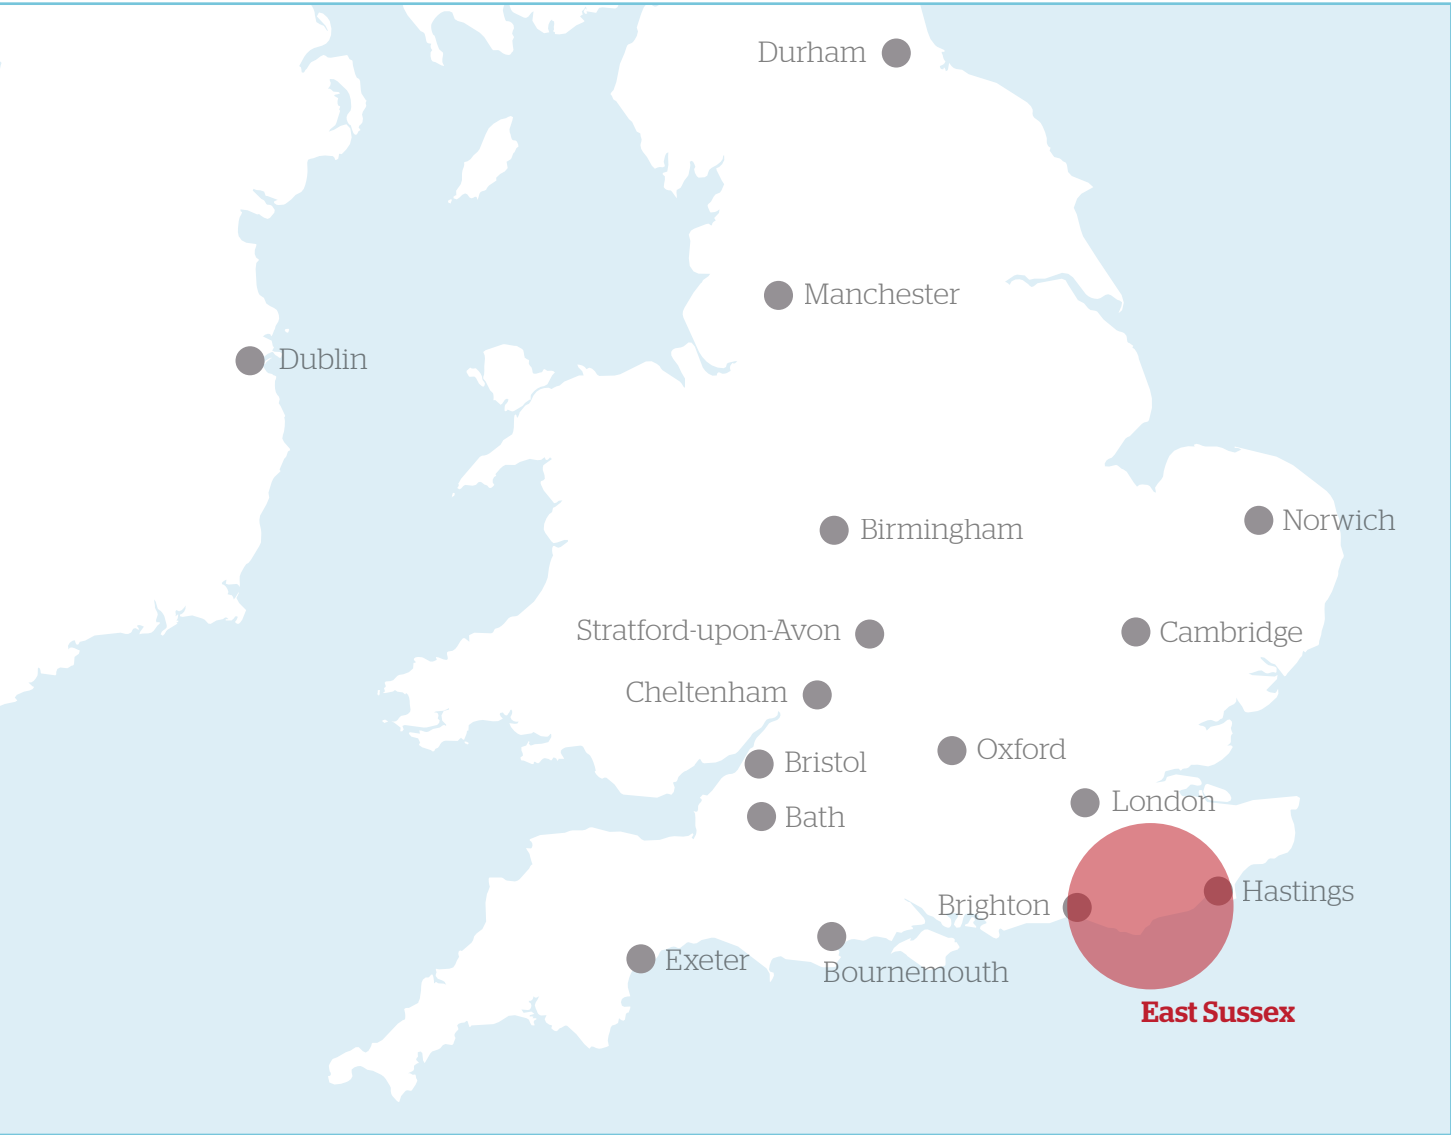 Durham
Manchester
Dublin
Norwich
Birmingham
Stratford-upon-Avon
Cambridge
Cheltenham
Oxford
Bristol
London
Bath
Hastings
Brighton
Exeter
Bournemouth
East Sussex